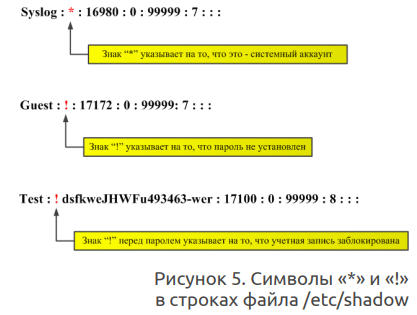 Syslog : * : 16980 : 0 : 99999 : 7 : : :
Знак “*” указывает на то, что это - системный аккаунт
Guest : ! : 17172 : 0 : 99999: 7 : : :
Знак “!” указывает на то, что пароль не установлен
Test : ! dsfkweJHWFu493463-wer : 17100 : 0 : 99999 : 8 : : :
Знак “!” перед паролем указывает на то, что учетная запись заблокирована
Рисунок 5. Символы «*» и «!»
в строках файла /etc/shadow